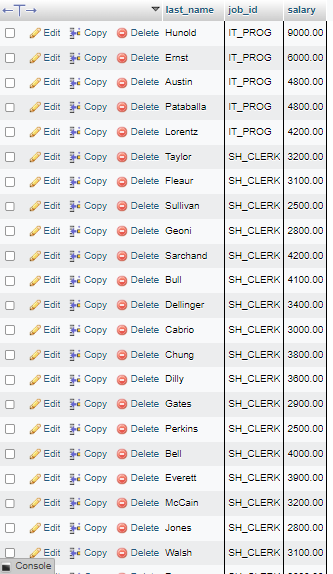 ←T→ last_name job_id salary
Edit Copy Delete Hunold IT_PROG 9000.00
Edit Copy Delete Ernst IT_PROG 6000.00
Edit Copy Delete Austin IT_PROG 4800.00
Edit Copy Delete Pataballa IT_PROG 4800.00
Edit Copy Delete Lorentz IT_PROG 4200.00
Edit Copy Delete Taylor SH_CLERK 3200.00
Edit Copy Delete Fleaur SH_CLERK 3100.00
Edit Copy Delete Sullivan SH_CLERK 2500.00
Edit Copy Delete Geoni SH_CLERK 2800.00
Edit Copy Delete Sarchand SH_CLERK 4200.00
Edit Copy Delete Bull SH_CLERK 4100.00
Edit Copy Delete Dellinger SH_CLERK 3400.00
Edit Copy Delete Cabrio SH_CLERK 3000.00
Edit Copy Delete Chung SH_CLERK 3800.00
Edit Copy Delete Dilly SH_CLERK 3600.00
Edit Copy Delete Gates SH_CLERK 2900.00
Edit Copy Delete Perkins SH_CLERK 2500.00
Edit Copy Delete Bell SH_CLERK 4000.00
Edit Copy Delete Everett SH_CLERK 3900.00
Edit Copy Delete McCain SH_CLERK 3200.00
Edit Copy Delete Jones SH_CLERK 2800.00
Edit Copy Delete Walsh SH_CLERK 3100.00
Console